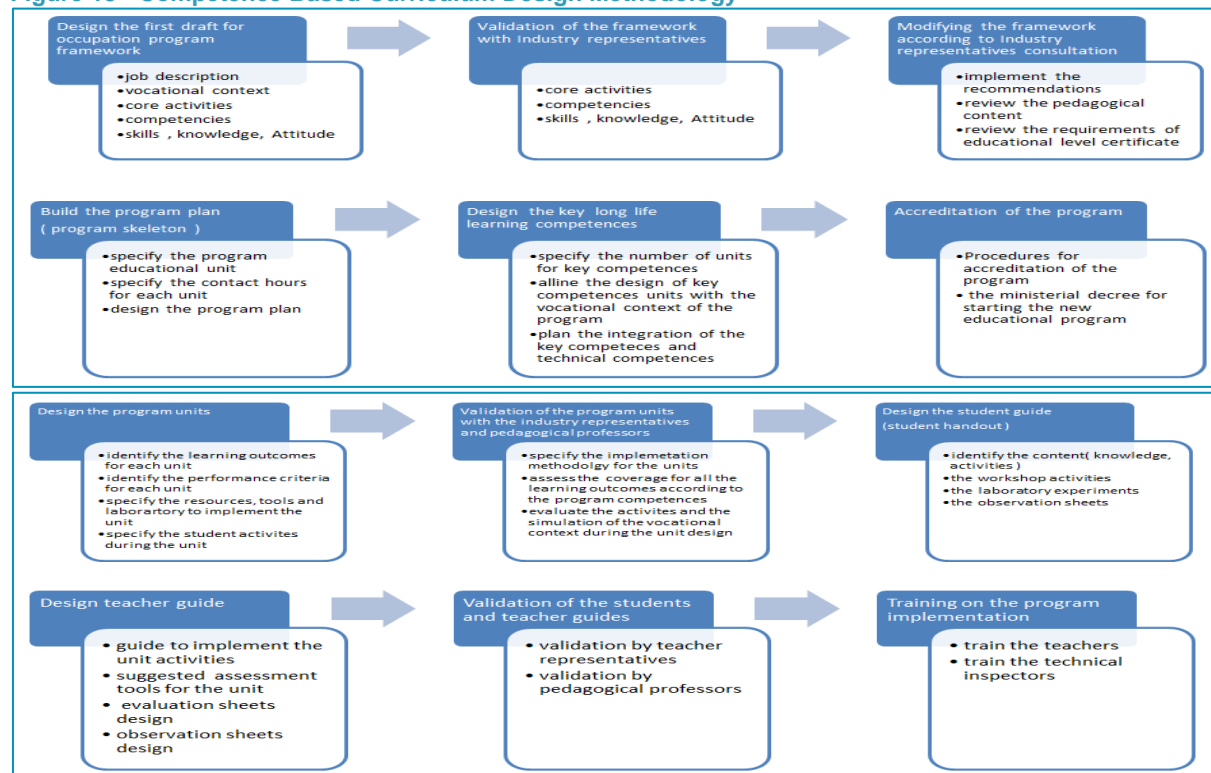 Design the first draft for
occupation program
framework
•job description
•vocational context
•core activities
•competencies
•skills , knowledge, Attitude
Validation of the framework
with Industry representatives
•core activities
•competencies
•skills , knowledge, Attitude
Modifying the framework
according to Industry
representatives consultation
•implement the
recommendations
•review the pedagogical
content
•review the requirements of
educational level certificate
Build the program plan
( program skeleton )
•specify the program
educational unit
•specify the contact hours
for each unit
•design the program plan
Design the key long life
learning competences
•specify the number of units
for key competences
•alline the design of key
competences units with the
vocational context of the
program
•plan the integration of the
key competeces and
technical competences
Accreditation of the program
•Procedures for
accreditation of the
program
• the ministerial decree for
starting the new
educational program
Design the program units
•identify the learning outcomes
for each unit
•identify the performance criteria
for each unit
•specify the resources, tools and
labarortory to implement the
unit
•specify the student activites
during the unit
Validation of the program units
with the industry representatives
and pedagogical professors
•specify the implemetation
methodolgy for the units
•assess the coverage for all the
learning outcomes according to
the program competences
•evaluate the activites and the
simulation of the vocational
context during the unit design
Design the student guide
(student handout )
•identify the content( knowledge,
activities )
•the workshop activities
•the laboratory experiments
•the observation sheets
Design teacher guide
• guide to implement the
unit activities
• suggested assessment
tools for the unit
• evaluation sheets
design
• observation sheets
design
Validation of the students
and teacher guides
• validation by teacher
representatives
• validation by
pedagogical professors
Training on the program
implementation
• train the teachers
• train the technical
inspectors